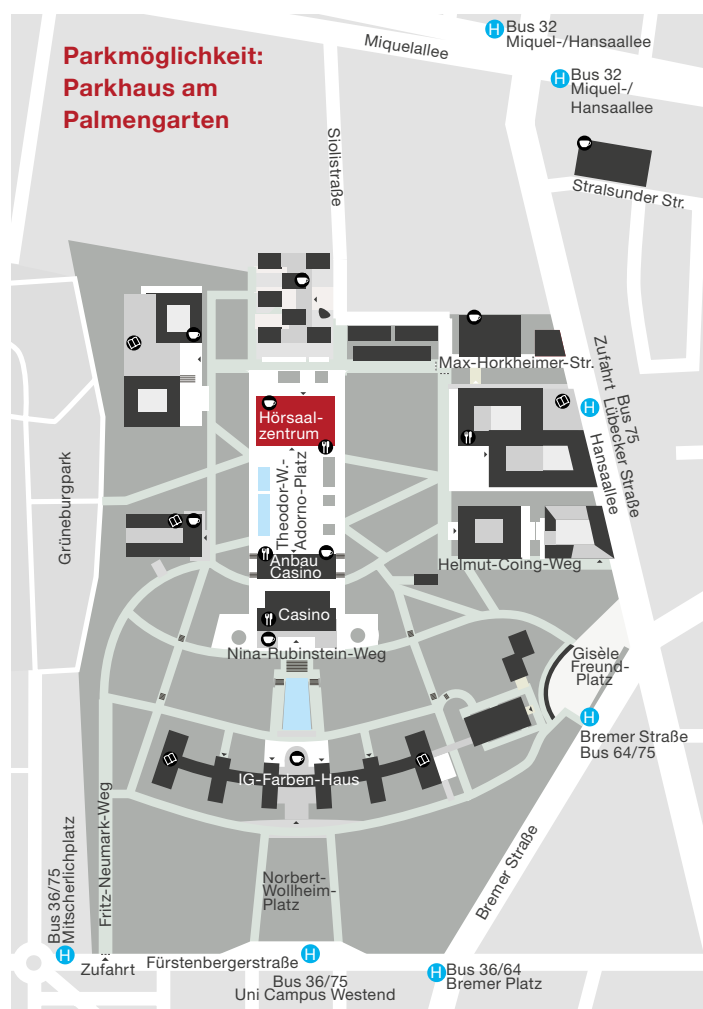 Parkmöglichkeit:
Parkhaus am
Palmengarten
H
Bus 32
Miquel-/Hansaallee
Miquelallee
H
Bus 32
Miquel-/
Hansaallee
Siolistraße
Stralsunder Str.
Max-Horkheimer-Str.
Zufahrt Lübecker Straße
H
Bus 75
Hansaallee
Hörsaal-
zentrum
Theodor-W.-
Adorno-Platz
Grüneburgpark
Anbau
Casino
Helmut-Coing-Weg
Casino
Nina-Rubinstein-Weg
Gisèle
Freund-
Platz
H
Bremer Straße
Bus 64/75
IG-Farben-Haus
Fritz-Neumark-Weg
Norbert-
Wollheim-
Platz
Bremer Straße
Bus 36/75
Mitscherlichplatz
H
Zufahrt
Fürstenbergerstraße
H
Bus 36/75
Uni Campus Westend
H
Bus 36/64
Bremer Platz